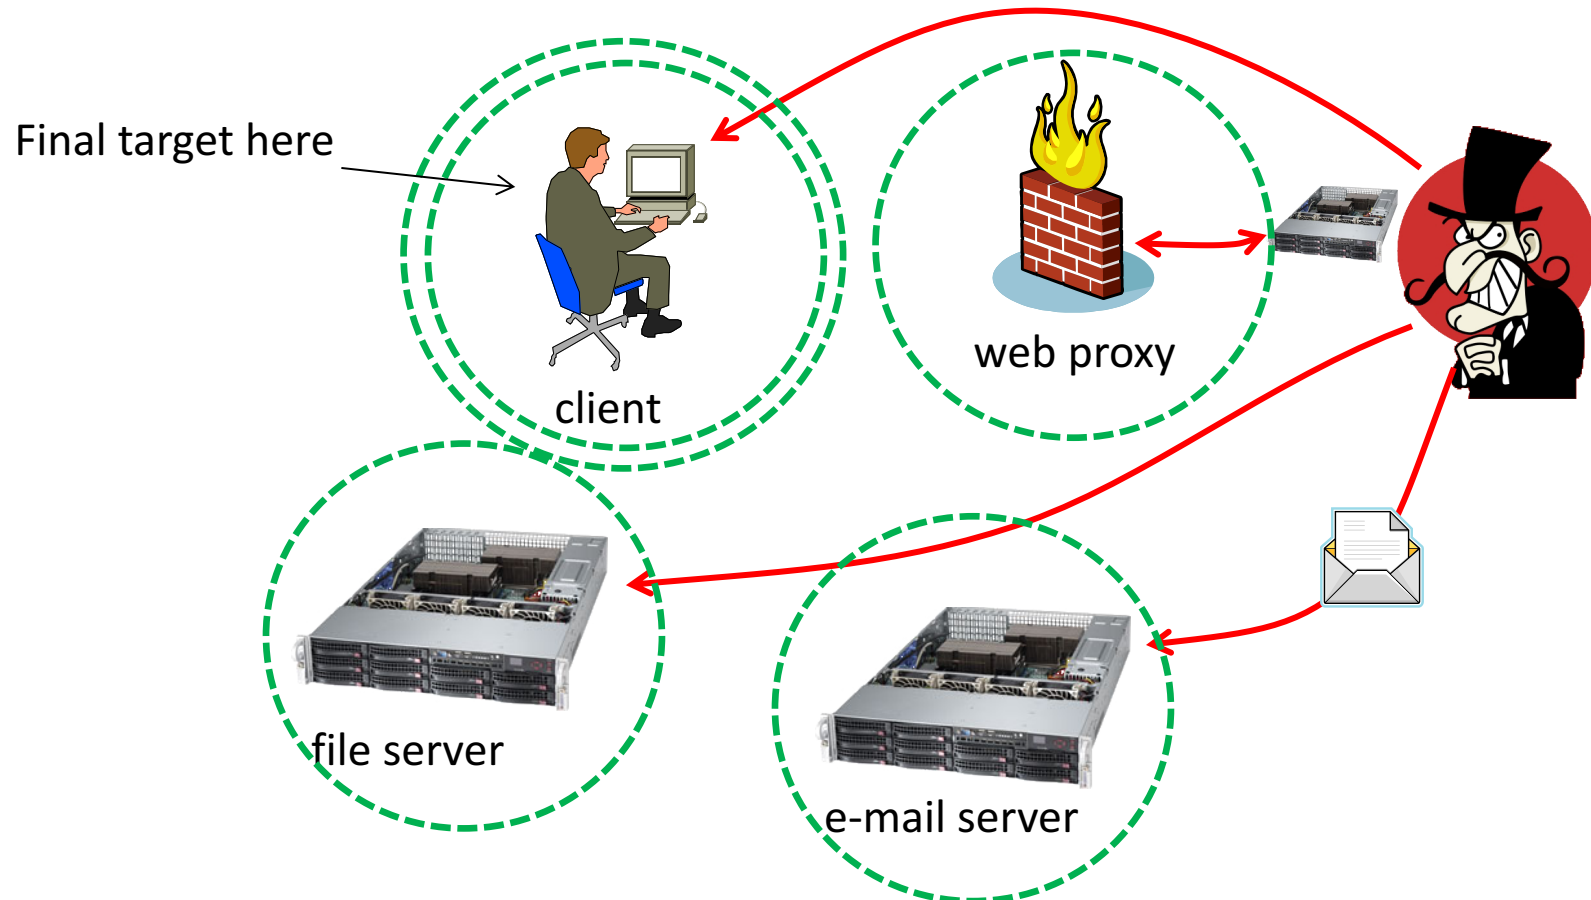 Final target here
client
web proxy
file server
e-mail server